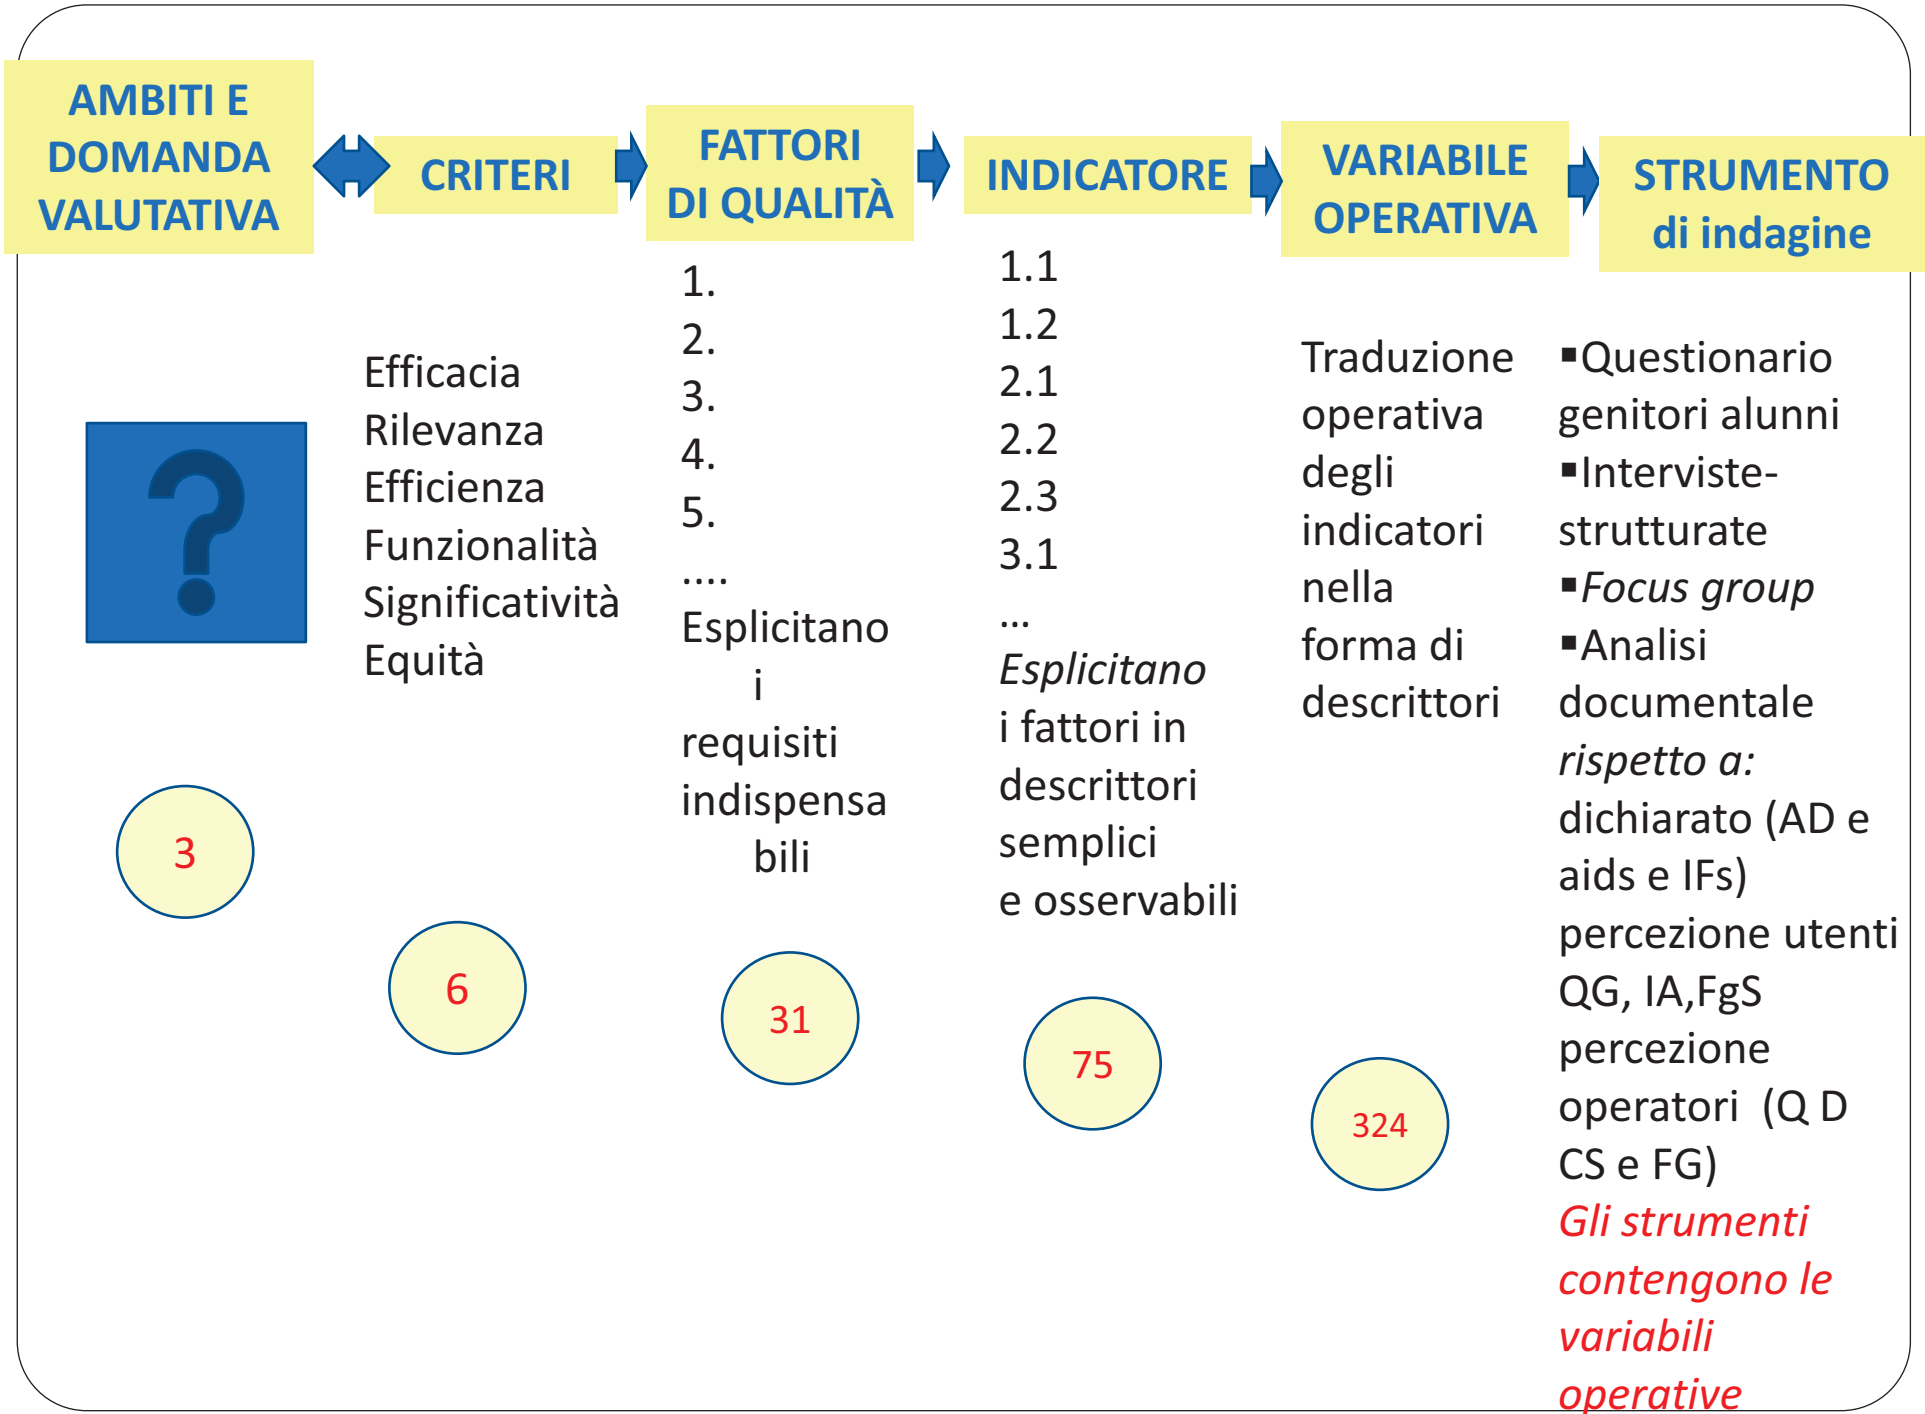 AMBITI E
DOMANDA
VALUTATIVA
3
CRITERI
Efficacia
Rilevanza
Efficienza
Funzionalità
Significatività
Equità
6
FATTORI
DI QUALITÀ
1.
2.
3.
4.
5.
....
Esplicitano
i
requisiti
indispensa
bili
31
INDICATORE
1.1
1.2
2.1
2.2
2.3
3.1
...
Esplicitano
i fattori in
descrittori
semplici
e osservabili
75
VARIABILE
OPERATIVA
Traduzione
operativa
degli
indicatori
nella
forma di
descrittori
324
STRUMENTO
di indagine
▪Questionario
genitori alunni
▪Interviste-
strutturate
▪Focus group
▪Analisi
documentale
rispetto a:
dichiarato (AD e
aids e IFs)
percezione utenti
QG, IA,FgS
percezione
operatori (Q D
CS e FG)
Gli strumenti
contengono le
variabili
operative